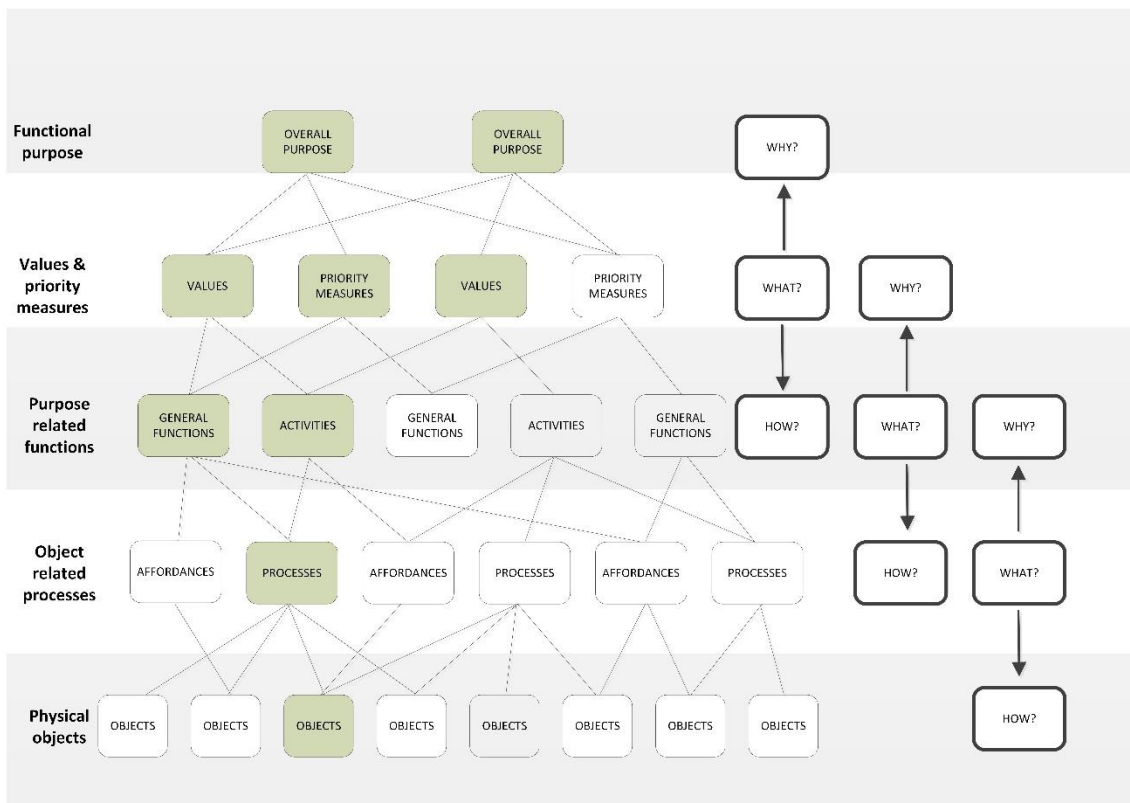 Functional
purpose
OVERALL
PURPOSE
OVERALL
PURPOSE
WHY?
Values &
priority
measures
VALUES
PRIORITY
MEASURES
VALUES
PRIORITY
MEASURES
WHAT?
WHY?
Purpose
related
functions
GENERAL
FUNCTIONS
ACTIVITIES
GENERAL
FUNCTIONS
ACTIVITIES
GENERAL
FUNCTIONS
HOW?
WHAT?
WHY?
Object
related
processes
AFFORDANCES
PROCESSES
AFFORDANCES
PROCESSES
AFFORDANCES
PROCESSES
HOW?
WHAT?
Physical
objects
OBJECTS
OBJECTS
OBJECTS
OBJECTS
OBJECTS
OBJECTS
OBJECTS
OBJECTS
HOW?